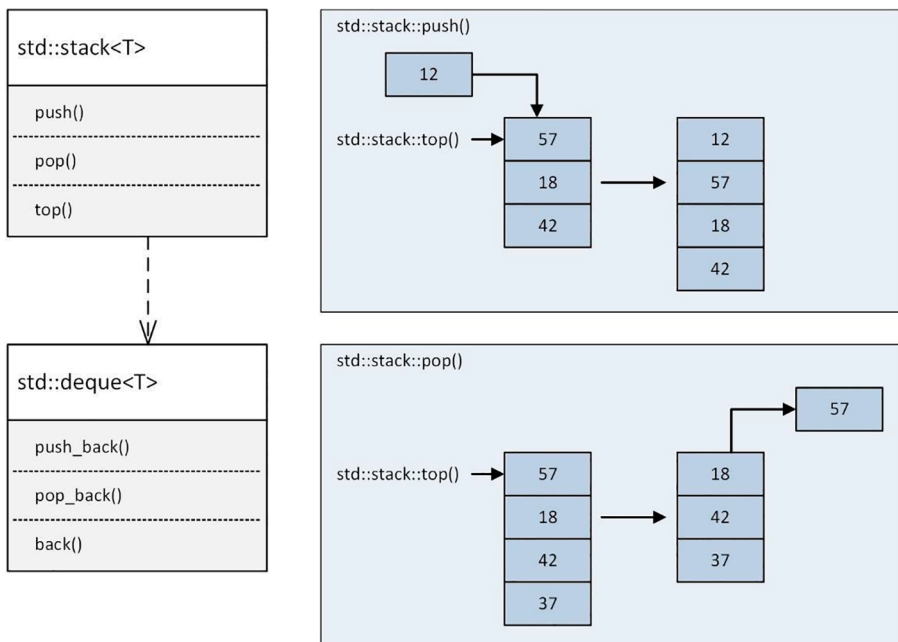 std::stack<T>
push()
pop()
top()
std::deque<T>
push_back()
pop_back()
back()
std::stack::push()
12
std::stack::top()
57
18
42
12
57
18
42
std::stack::pop()
57
std::stack::top()
57
18
42
37
18
42
37